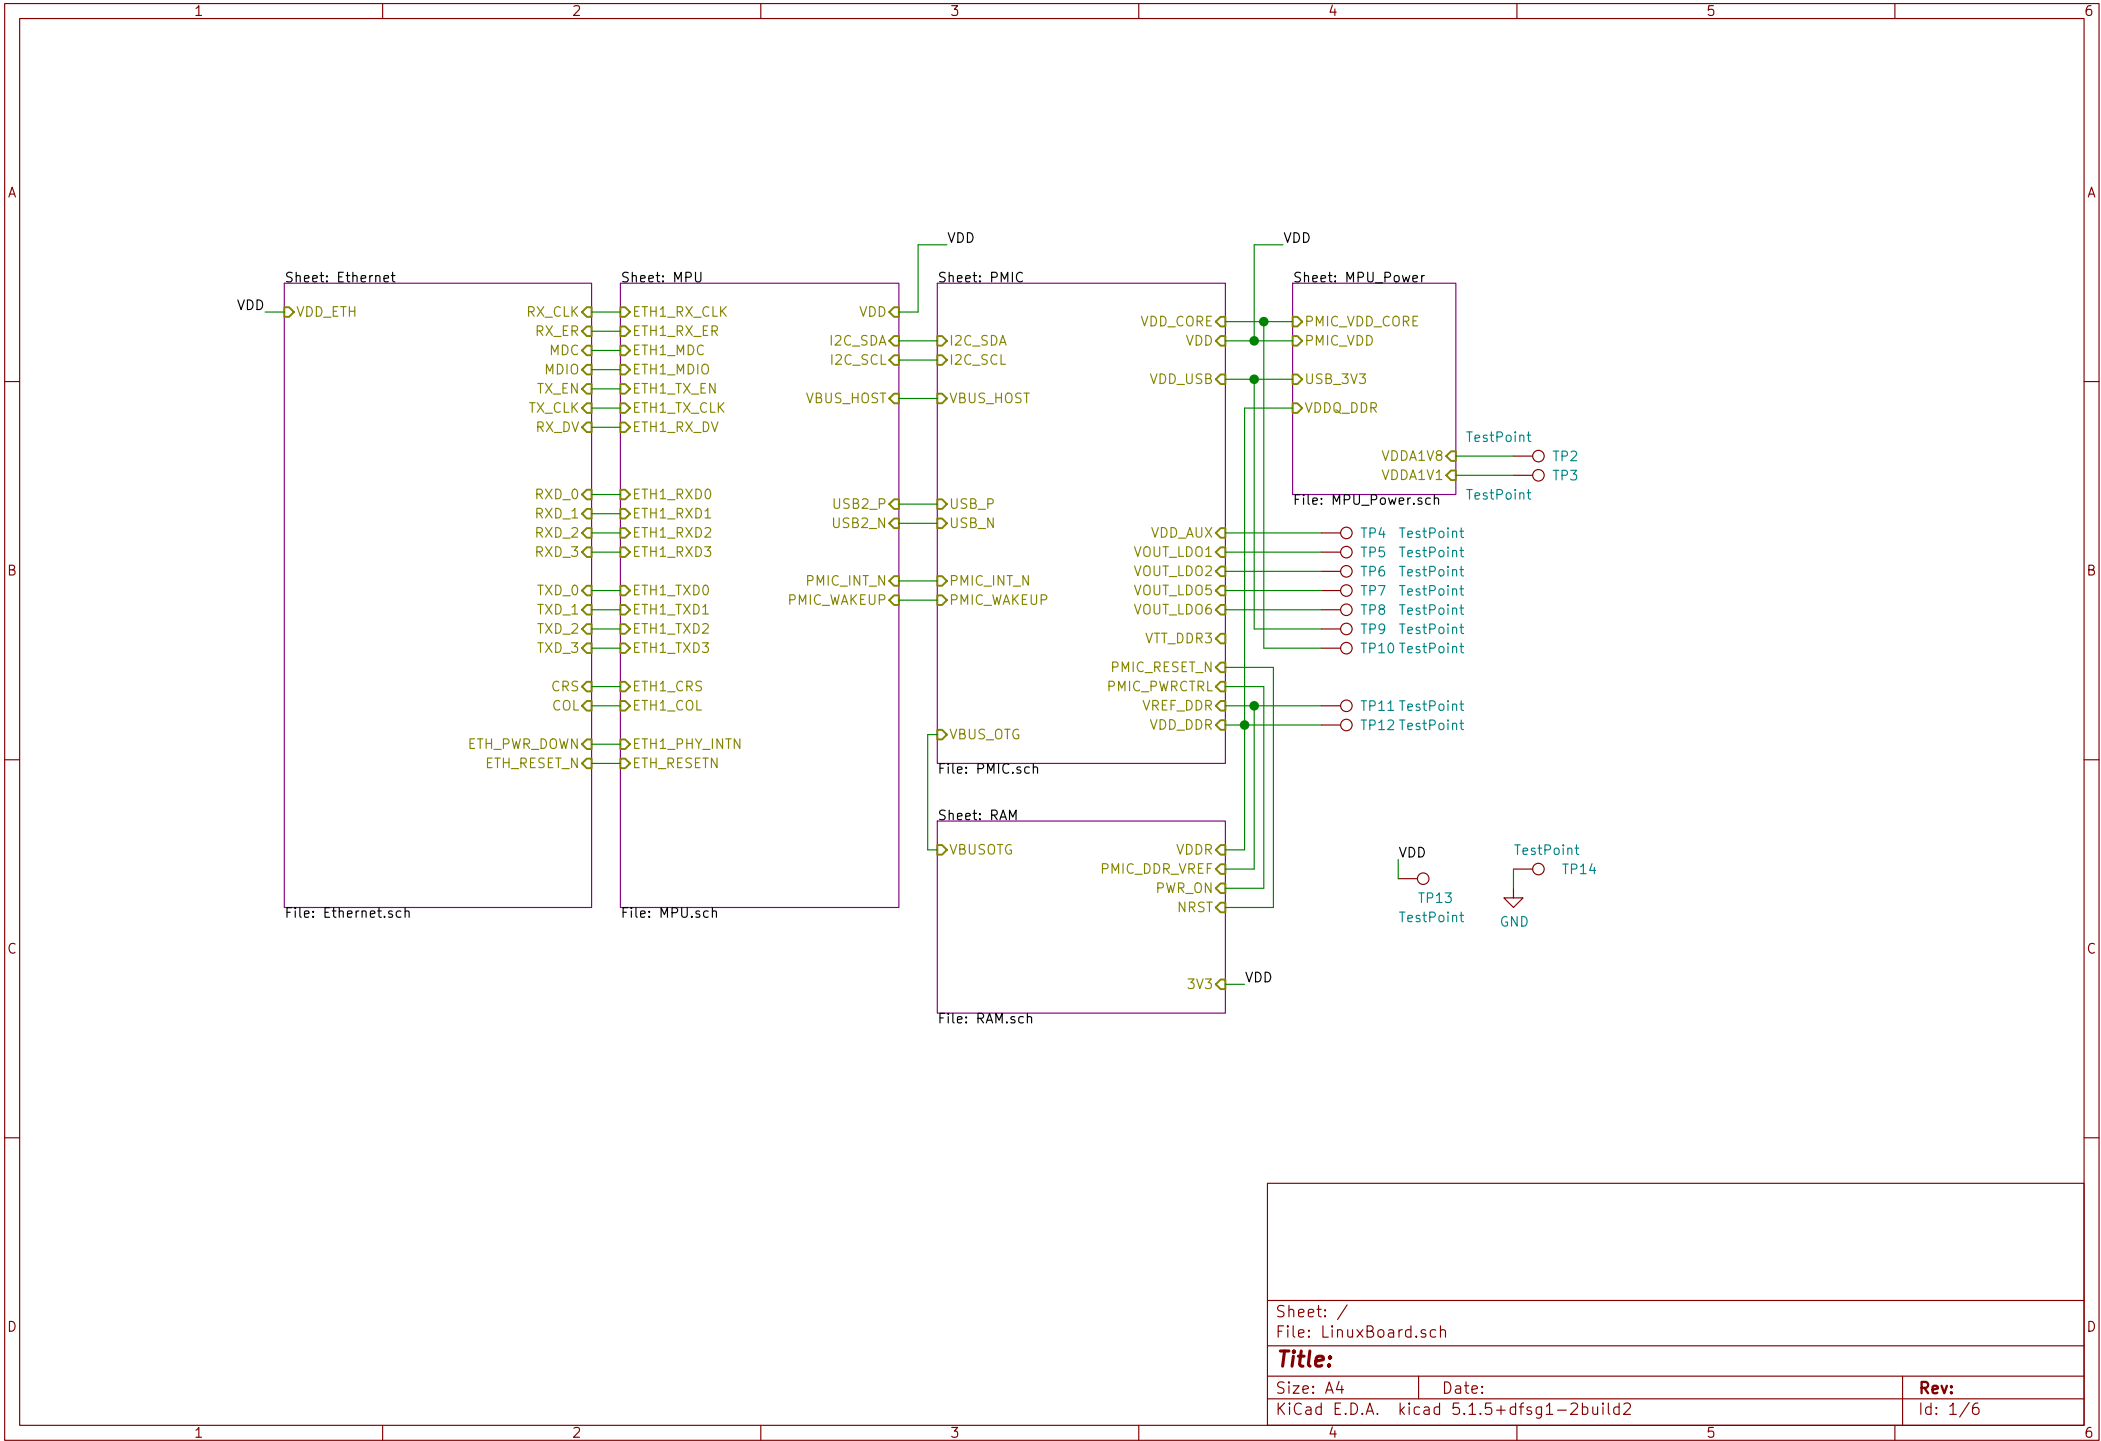 1 2 3 4 5 6
A A
B B
C C
D D
VDD
Sheet: Ethernet
VDD_ETH
RX_CLK
RX_ER
MDC
MDIO
TX_EN
TX_CLK
RX_DV
RXD_0
RXD_1
RXD_2
RXD_3
TXD_0
TXD_1
TXD_2
TXD_3
CRS
COL
ETH_PWR_DOWN
ETH_RESET_N
File: Ethernet.sch
Sheet: MPU
ETH1_RX_CLK
ETH1_RX_ER
ETH1_MDC
ETH1_MDIO
ETH1_TX_EN
ETH1_TX_CLK
ETH1_RX_DV
ETH1_RXD0
ETH1_RXD1
ETH1_RXD2
ETH1_RXD3
ETH1_TXD0
ETH1_TXD1
ETH1_TXD2
ETH1_TXD3
ETH1_CRS
ETH1_COL
ETH1_PHY_INTN
ETH_RESETN
VDD
I2C_SDA
I2C_SCL
VBUS_HOST
USB2_P
USB2_N
PMIC_INT_N
PMIC_WAKEUP
File: MPU.sch
VDD
Sheet: PMIC
I2C_SDA
I2C_SCL
VBUS_HOST
USB_P
USB_N
PMIC_INT_N
PMIC_WAKEUP
VBUS_OTG
VDD_CORE
VDD
VDD_USB
VDD_AUX
VOUT_LDO1
VOUT_LDO2
VOUT_LDO5
VOUT_LDO6
VTT_DDR3
PMIC_RESET_N
PMIC_PWRCTRL
VREF_DDR
VDD_DDR
File: PMIC.sch
Sheet: RAM
VBUSOTG
VDDR
PMIC_DDR_VREF
PWR_ON
NRST
3V3
VDD
File: RAM.sch
VDD
Sheet: MPU_Power
PMIC_VDD_CORE
PMIC_VDD
USB_3V3
VDDQ_DDR
VDDA1V8
VDDA1V1
File: MPU_Power.sch
TestPoint
TP2
TP3
TestPoint
TP4 TestPoint
TP5 TestPoint
TP6 TestPoint
TP7 TestPoint
TP8 TestPoint
TP9 TestPoint
TP10 TestPoint
TP11 TestPoint
TP12 TestPoint
VDD
TP13
TestPoint
TestPoint
TP14
GND
Sheet: /
File: LinuxBoard.sch
Title:
Size: A4 Date: Rev:
KiCad E.D.A. kicad 5.1.5+dfsg1-2build2 Id: 1/6
1 2 3 4 5 6